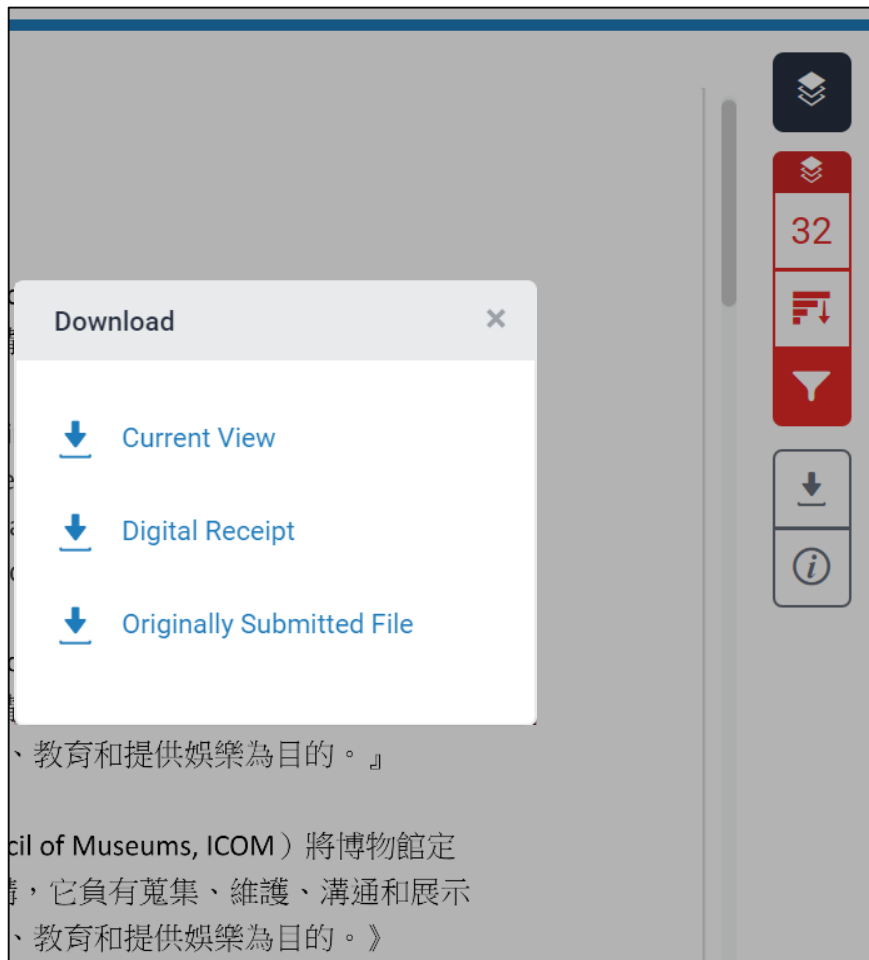 32
Download
×
Current View
Digital Receipt
Originally Submitted File
、教育和提供娛樂為目的。』
cil of Museums, ICOM）將博物館定
，它負有蒐集、維護、溝通和展示
、教育和提供娛樂為目的。》